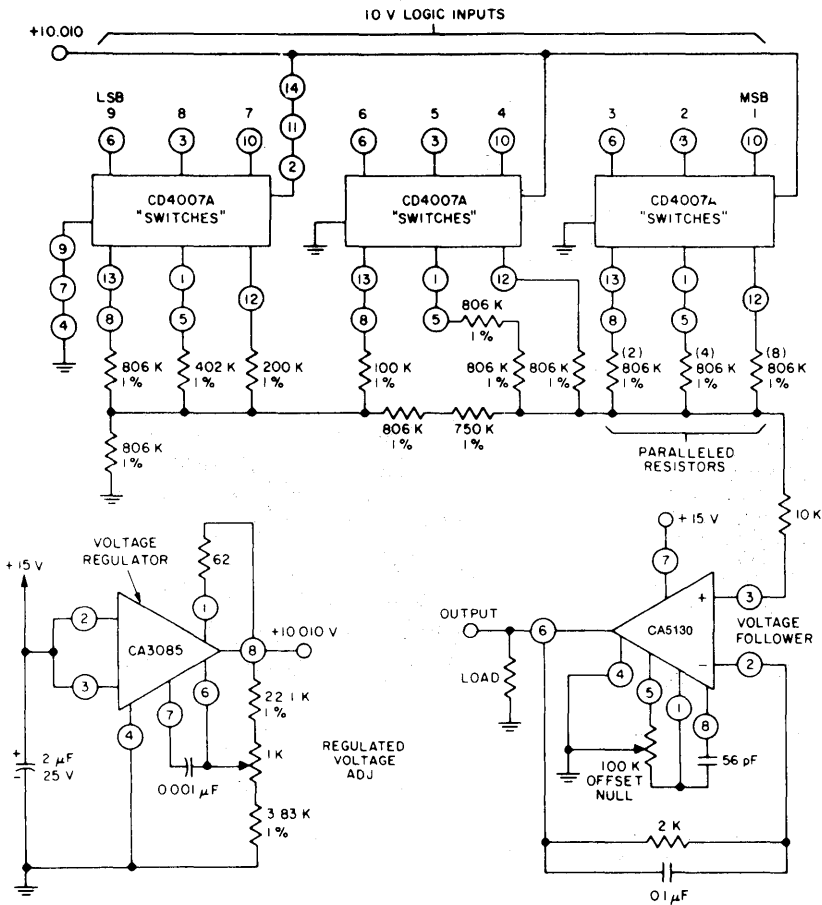 10 V LOGIC INPUTS
+10.010
LSB
9 8 7 6 5 4 3 2
MSB
1
14
11
2
6 3 10
6 3 10
6 3 10
CD4007A
"SWITCHES"
CD4007A
"SWITCHES"
CD4007A
"SWITCHES"
9
7
4
13 1 12
8 5
13 1 12
8 5
13 1 12
8 5
806 K
1%
806 K
1%
402 K
1%
200 K
1%
100 K
1%
806 K
1%
806 K
1%
(2)
806 K
1%
(4)
806 K
1%
(8)
806 K
1%
806 K
1%
750 K
1%
806 K
1%
PARALLELED
RESISTORS
10 K
VOLTAGE
REGULATOR
+15 V
62
1
2
3
CA3085
8
+10 010 V
4
7
6
22 1 K
1%
1K
REGULATED
VOLTAGE
ADJ
0 001 µF
3 83 K
1%
+
-
2 µF
25 V
+15 V
7
OUTPUT
6
CA5130
+
-
3
VOLTAGE
FOLLOWER
2
LOAD
4
5
1
8
100 K
OFFSET
NULL
56 pF
2 K
01 µF